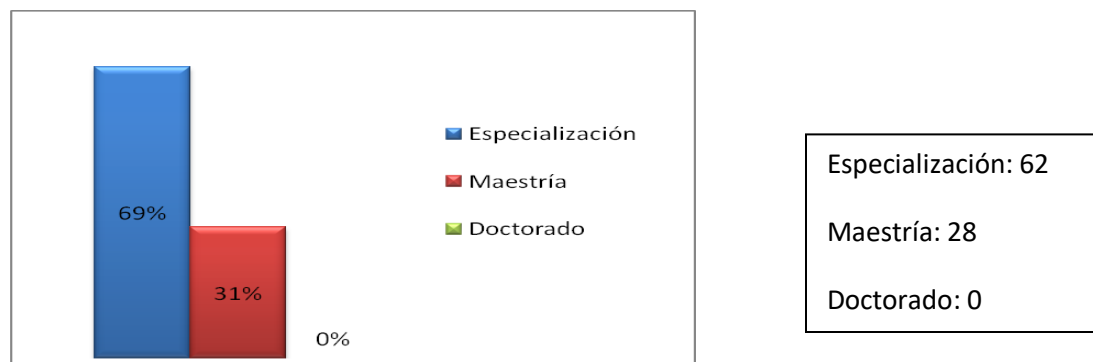 69%
31%
0%
Especialización
Maestría
Doctorado
Especialización: 62
Maestría: 28
Doctorado: 0